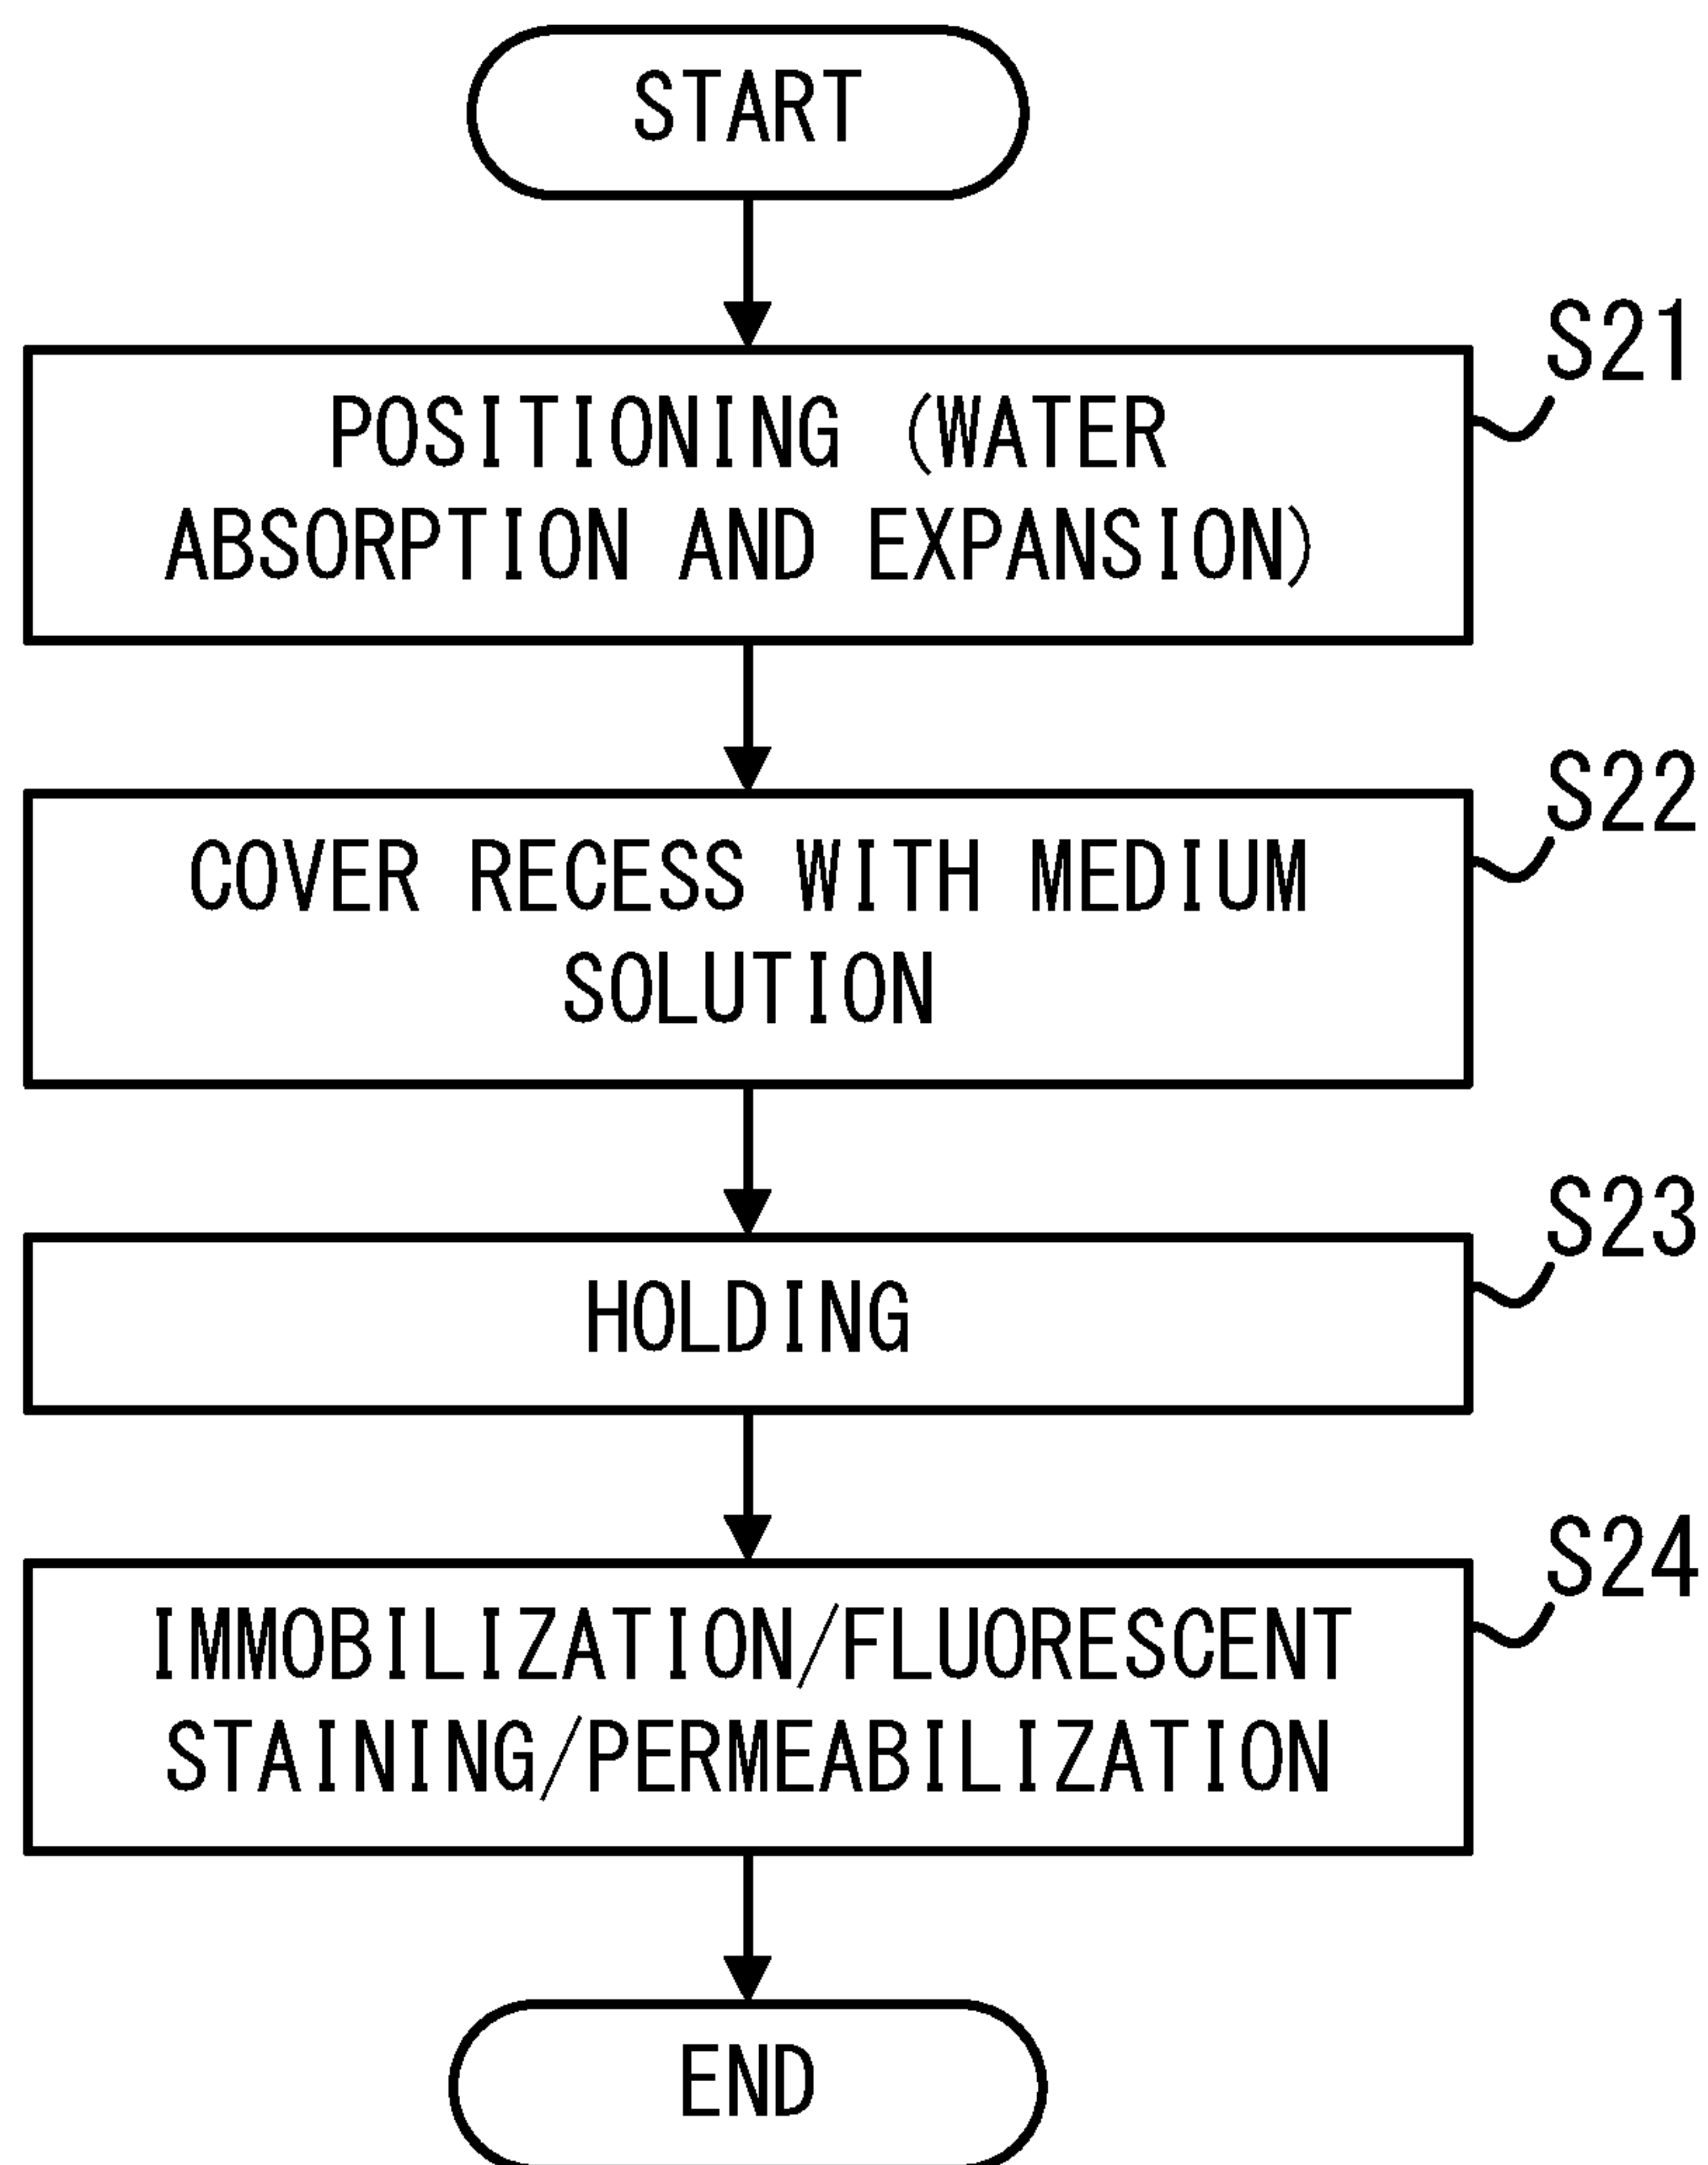 START
S21
POSITIONING (WATER
ABSORPTION AND EXPANSION)
S22
COVER RECESS WITH MEDIUM
SOLUTION
S23
HOLDING
S24
IMMOBILIZATION/FLUORESCENT
STAINING/PERMEABILIZATION
END